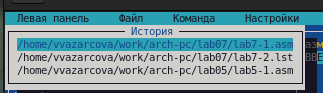 Левая панель Файл Команда Настройки
История
/home/vvazarcova/work/arch-pc/lab07/lab7-1.asm
/home/vvazarcova/work/arch-pc/lab07/lab7-2.lst
/home/vvazarcova/work/arch-pc/lab05/lab5-1.asm